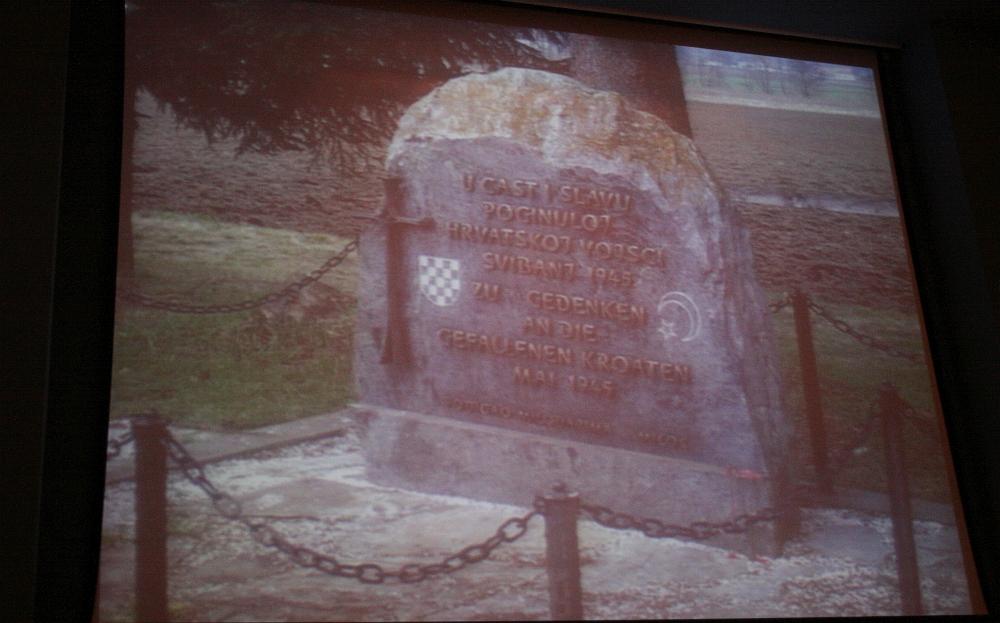 U ČAST I SLAVU
POGINULOJ
HRVATSKOJ VOJSCI
SVIBANJ 1945.
ZUM GEDENKEN
AN DIE
GEFALLENEN KROATEN
MAI 1945